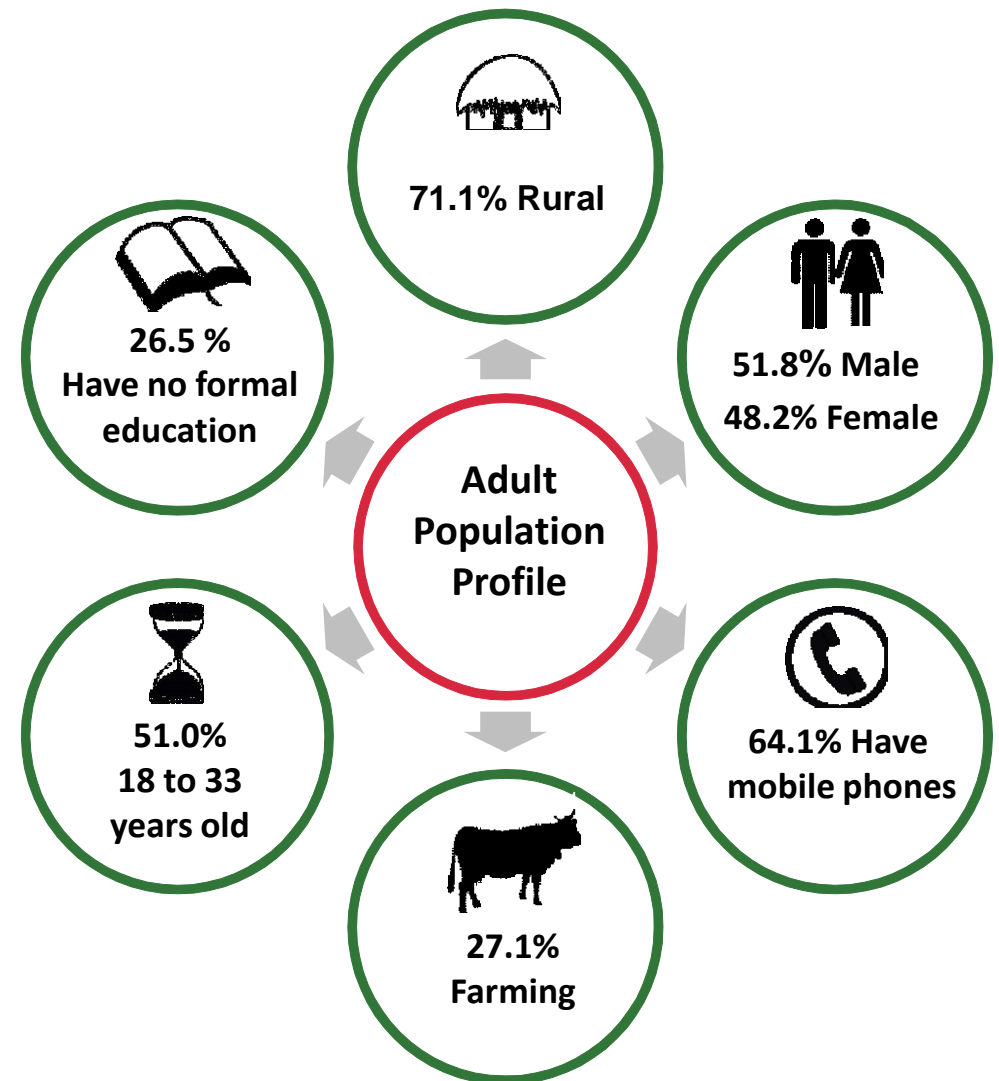 71.1% Rural
26.5 %
Have no formal
education
51.8% Male
48.2% Female
Adult
Population
Profile
51.0%
18 to 33
years old
64.1% Have
mobile phones
27.1%
Farming